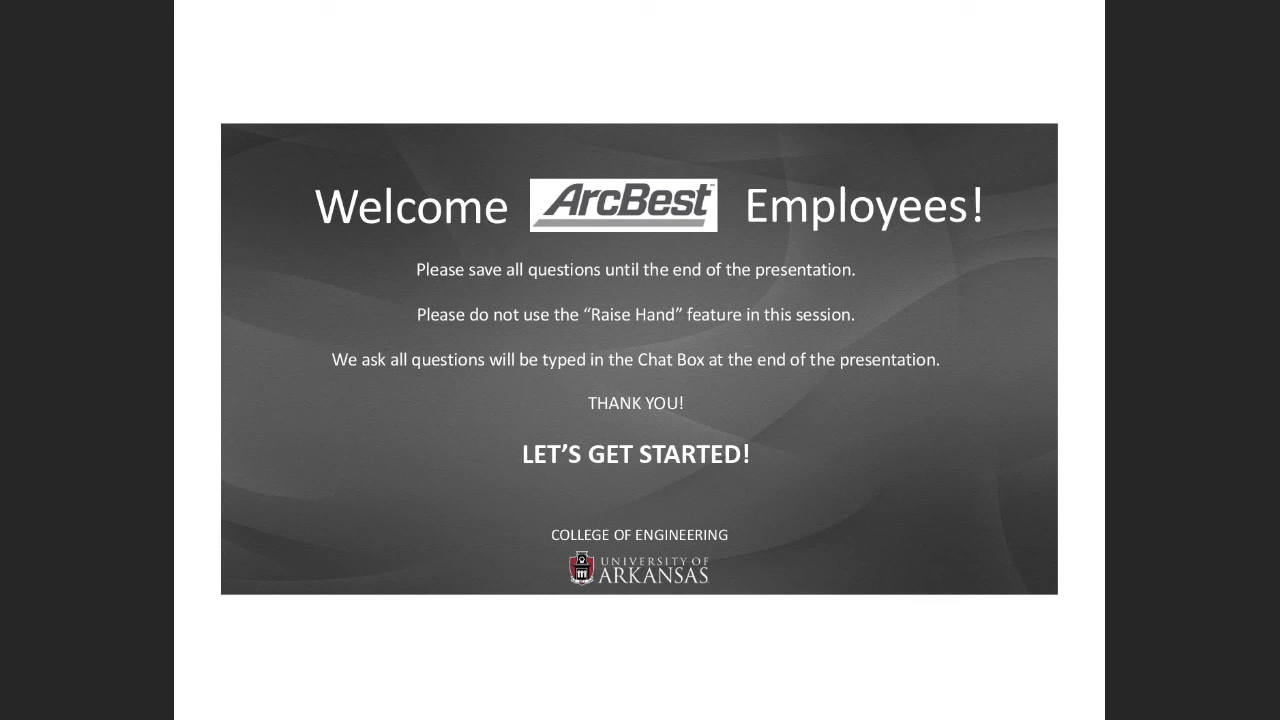 Welcome ArcBest™ Employees!
Please save all questions until the end of the presentation.
Please do not use the “Raise Hand” feature in this session.
We ask all questions will be typed in the Chat Box at the end of the presentation.
THANK YOU!
LET’S GET STARTED!
COLLEGE OF ENGINEERING
UNIVERSITY OF
ARKANSAS